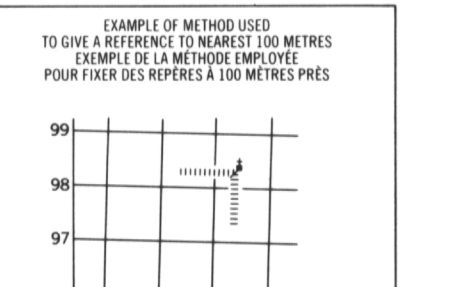 EXAMPLE OF METHOD USED
TO GIVE A REFERENCE TO NEAREST 100 METRES
EXEMPLE DE LA MÉTHODE EMPLOYÉE
POUR FIXER DES REPÈRES À 100 MÈTRES PRÈS
99
98
97